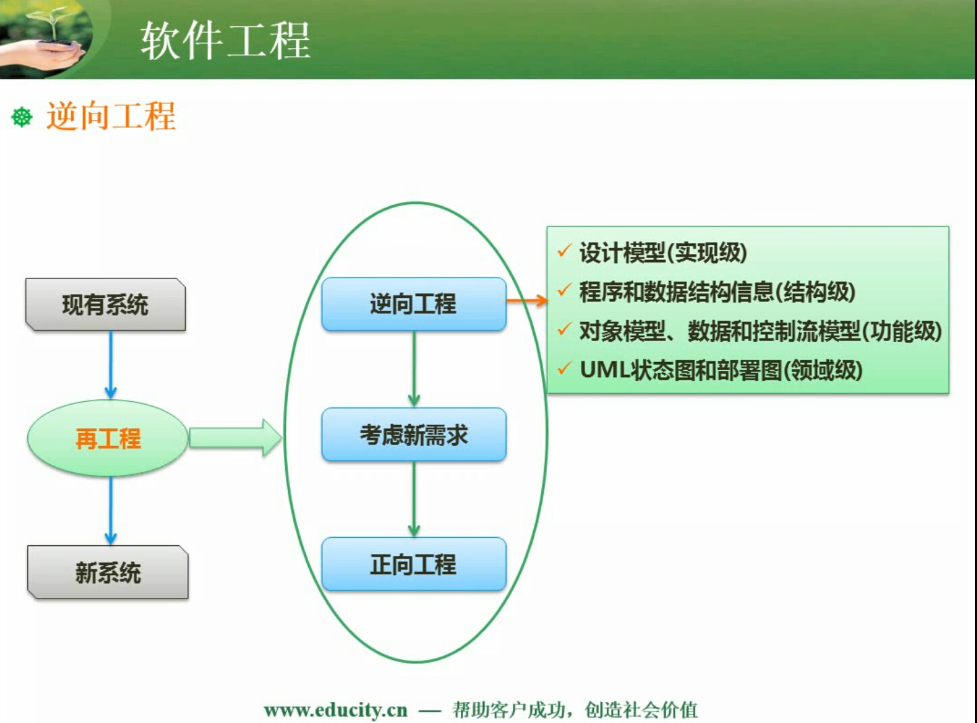 软件工程
逆向工程
现有系统
再工程
新系统
逆向工程
考虑新需求
正向工程
设计模型(实现级)
程序和数据结构信息(结构级)
对象模型、数据和控制流模型(功能级)
UML状态图和部署图(领域级)
www.educity.cn — 帮助客户成功，创造社会价值